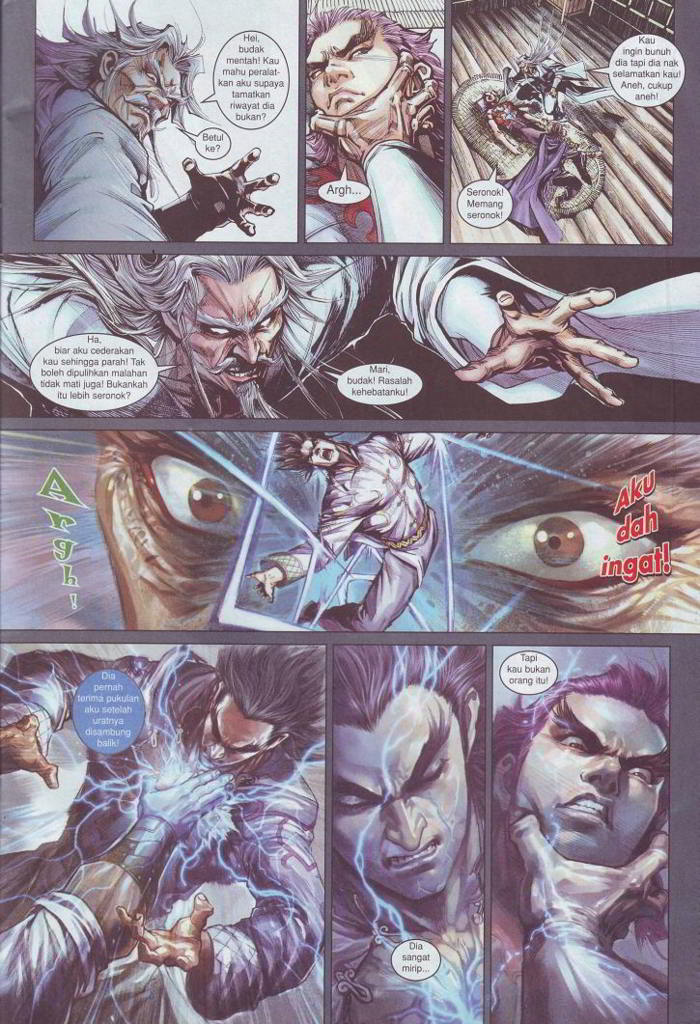 Hei,
budak
mentah! Kau
mahu peralat-
kan aku supaya
tamatkan
riwayat dia
bukan?
Betul
ke?
Argh...
Kau
ingin bunuh
dia tapi dia nak
selamatkan kau!
Aneh, cukup
aneh!
Seronok!
Memang
seronok!
Ha,
biar aku cederakan
kau sehingga parah! Tak
boleh dipulihkan malahan
tidak mati juga! Bukankah
itu lebih seronok?
Mari,
budak! Rasalah
kehebatanku!
Argh!
Aku
dah
ingat!
Dia
pernah
terima pukulan
aku setelah
uratnya
disambung
balik!
Dia
sangat
mirip...
Tapi
kau bukan
orang itu!